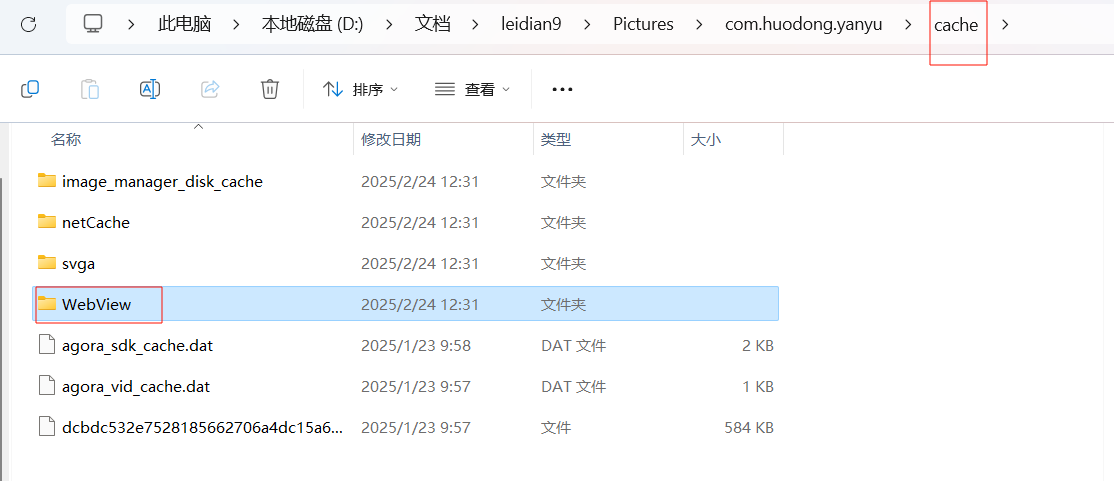 此电脑 > 本地磁盘 (D:) > 文档 > leidian9 > Pictures > com.huodong.yanyu > cache >
A 排序 查看 ...
名称 修改日期 类型 大小
image_manager_disk_cache 2025/2/24 12:31 文件夹
netCache 2025/2/24 12:31 文件夹
svga 2025/2/24 12:31 文件夹
WebView 2025/2/24 12:31 文件夹
agora_sdk_cache.dat 2025/1/23 9:58 DAT 文件 2 KB
agora_vid_cache.dat 2025/1/23 9:57 DAT 文件 1 KB
dcbdc532e7528185662706a4dc15a6... 2025/1/23 9:57 文件 584 KB